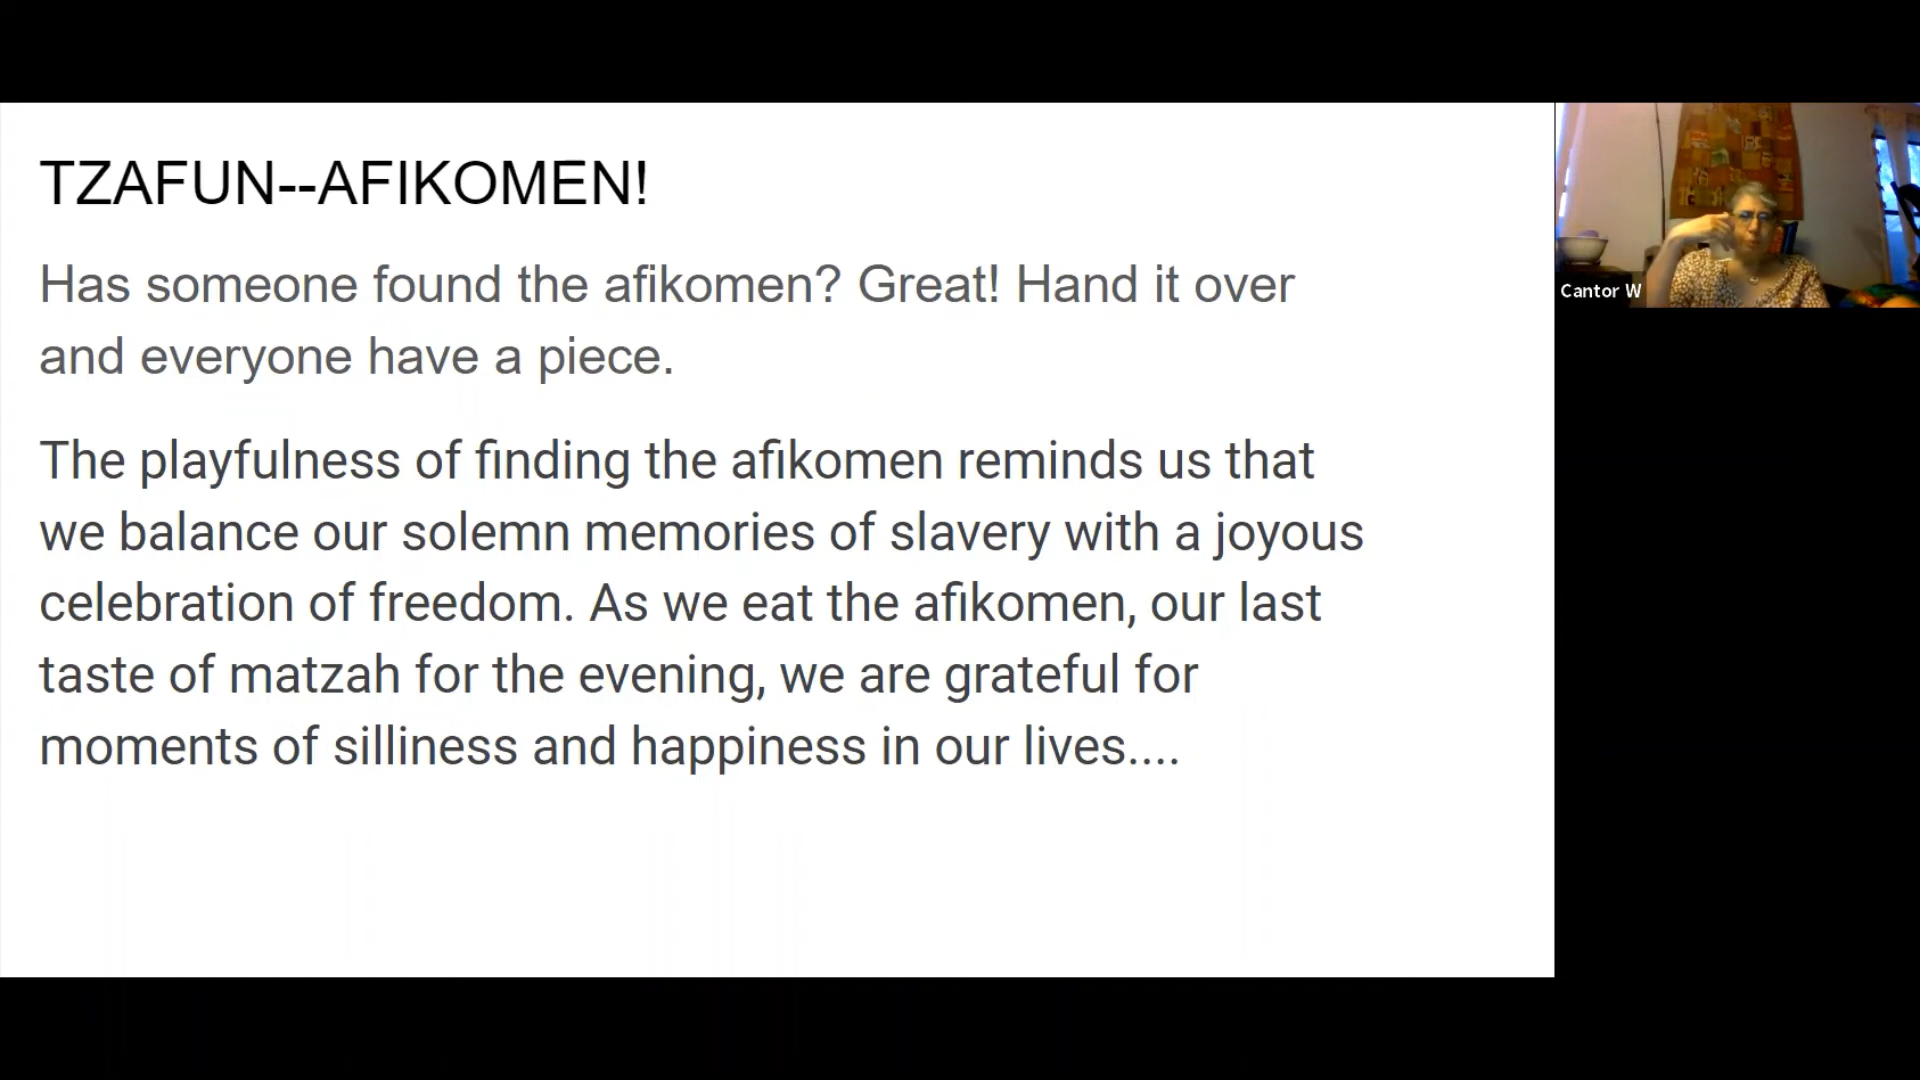 TZAFUN--AFIKOMEN!
Has someone found the afikomen? Great! Hand it over
and everyone have a piece.
The playfulness of finding the afikomen reminds us that
we balance our solemn memories of slavery with a joyous
celebration of freedom. As we eat the afikomen, our last
taste of matzah for the evening, we are grateful for
moments of silliness and happiness in our lives....
Cantor W